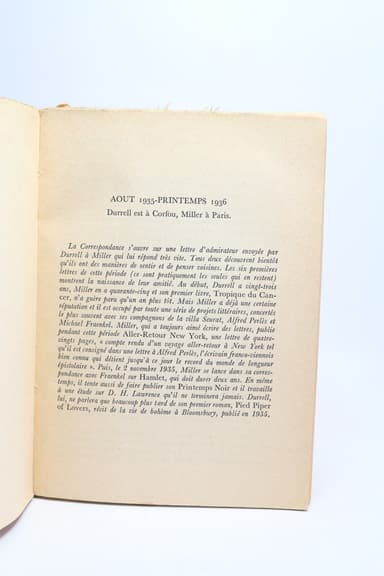 AOUT 1935-PRINTEMPS 1936
Durrell est à Corfou, Miller à Paris.
La Correspondance s'ouvre sur une lettre d'admirateur envoyée par
Durrell à Miller qui lui répond très vite. Tous deux découvrent bientôt
qu'ils ont des manières de sentir et de penser voisines. Les six premières
lettres de cette période (ce sont pratiquement les seules qui en restent)
montrent la naissance de leur amitié. Au début, Durrell a vingt-trois
ans, Miller en a quarante-cinq et son premier livre, Tropique du Can-
cer, n'a guère paru qu'un an plus tôt. Mais Miller a déjà une certaine
réputation et il est occupé par toute une série de projets littéraires, concertés
le plus souvent avec ses compagnons de la villa Seurat, Alfred Perlès et
Michael Fraenkel. Miller, qui a toujours aimé écrire des lettres, publie
pendant cette période Aller-Retour New York, une lettre de quatre-
vingts pages, « compte rendu d'un voyage aller-retour à New York tel
qu'il est consigné dans une lettre à Alfred Perlès, l'écrivain franco-viennois
bien connu qui détient jusqu'à ce jour le record du monde de longueur
épistolaire ». Puis, le 2 novembre 1935, Miller se lance dans sa corres-
pondance avec Fraenkel sur Hamlet, qui doit durer deux ans. En même
temps, il tente aussi de faire publier son Printemps Noir et il travaille
à une étude sur D. H. Lawrence qu'il ne terminera jamais. Durrell,
lui, ne parlera que beaucoup plus tard de son premier roman, Pied Piper
of Lovers, récit de la vie de bohème à Bloomsbury, publié en 1935,